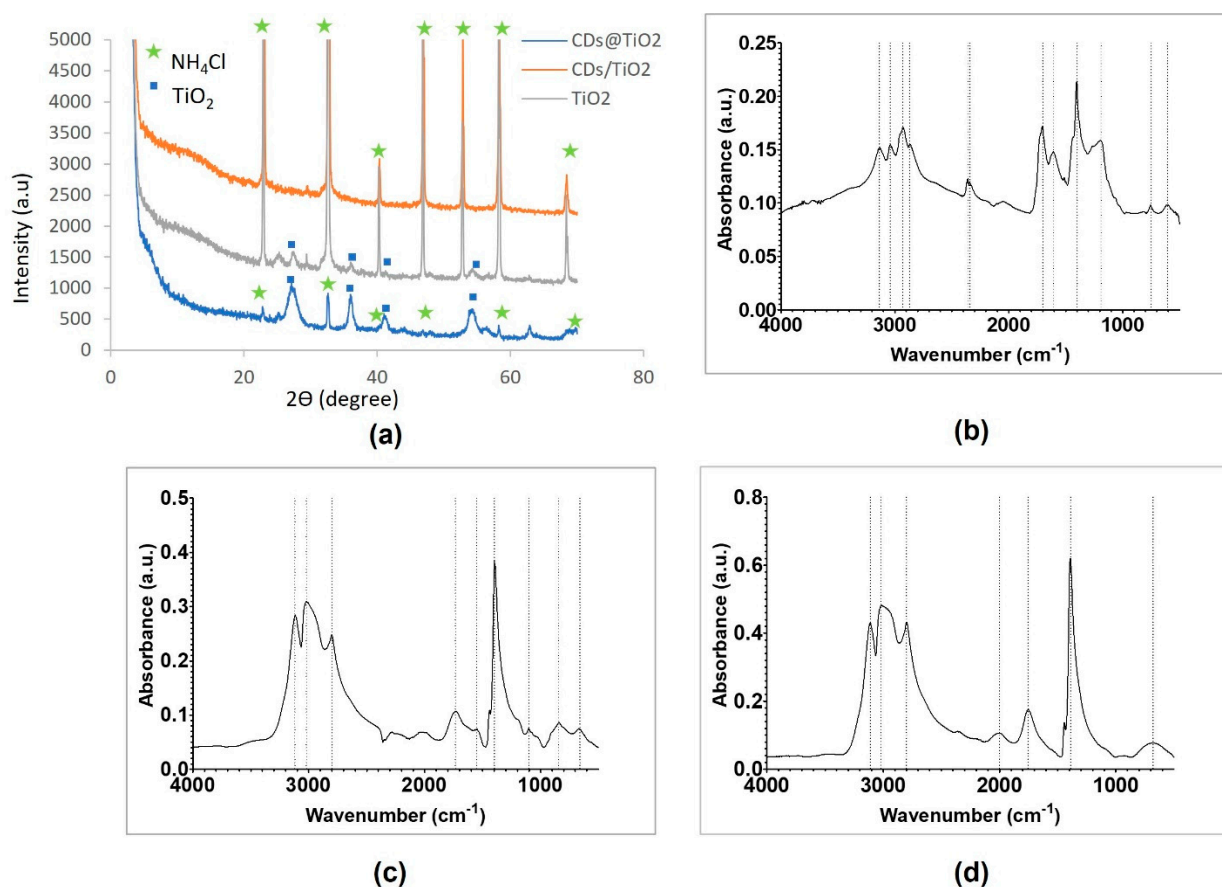 5000
4500
4000
3500
3000
2500
2000
1500
1000
500
0
0
20
40
60
80
Intensity (a.u)
2Ө (degree)
NH₄Cl
TiO₂
CDs@TiO2
CDs/TiO2
TiO2
(a)
0.25
0.20
0.15
0.10
0.05
0.00
4000
3000
2000
1000
Absorbance (a.u.)
Wavenumber (cm⁻¹)
(b)
0.5
0.4
0.3
0.2
0.1
0.0
4000
3000
2000
1000
Absorbance (a.u.)
Wavenumber (cm⁻¹)
(c)
0.8
0.6
0.4
0.2
0.0
4000
3000
2000
1000
Absorbance (a.u.)
Wavenumber (cm⁻¹)
(d)